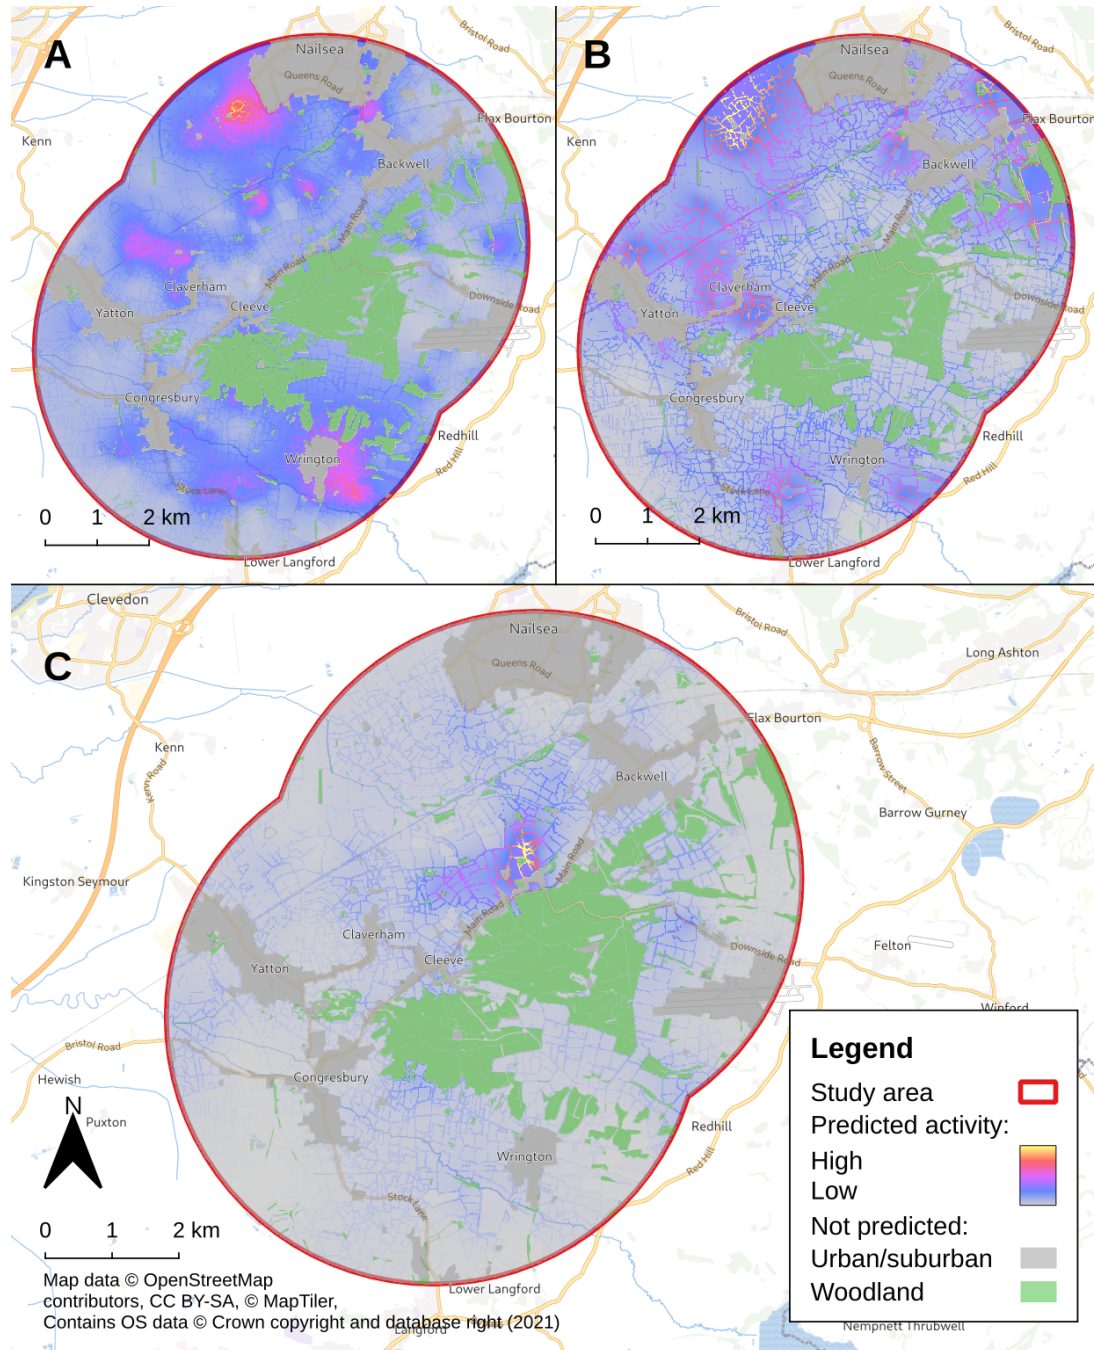 A
Nailsea
Queens Road
Bristol Road
Flax Bourton
Kenn
Backwell
Main Road
Main Road
Claverham
Cleeve
Yatton
Downside Road
Congresbury
Redhill
Wrington
Red Hill
Stock Lane
0 1 2 km
Lower Langford
B
Nailsea
Queens Road
Bristol Road
Flax Bourton
Kenn
Backwell
Main Road
Main Road
Claverham
Cleeve
Yatton
Downside Road
Congresbury
Redhill
Wrington
Red Hill
Stock Lane
0 1 2 km
Lower Langford
C
Clevedon
Nailsea
Bristol Road
Long Ashton
Queens Road
Flax Bourton
Kenn
Barrow Street
Kenn Road
Backwell
Barrow Gurney
Main Road
Kingston Seymour
Main Road
Claverham
Cleeve
Felton
Downside Road
Yatton
Winford
Bristol Road
Hewish
Congresbury
N
Puxton
Redhill
Wrington
Red Hill
Stock Lane
0 1 2 km
Lower Langford
Langford
Nempnett Thrubwell
Map data © OpenStreetMap
contributors, CC BY-SA, © MapTiler,
Contains OS data © Crown copyright and database right (2021)
Legend
Study area
Predicted activity:
High
Low
Not predicted:
Urban/suburban
Woodland